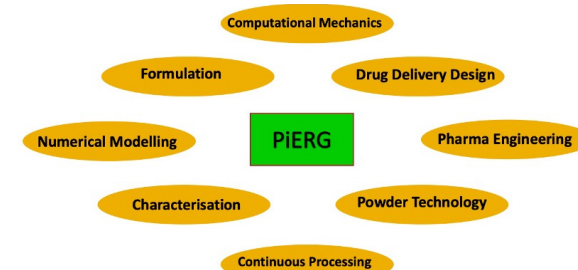 Computational Mechanics
Formulation
Drug Delivery Design
Numerical Modelling
PiERG
Pharma Engineering
Characterisation
Powder Technology
Continuous Processing